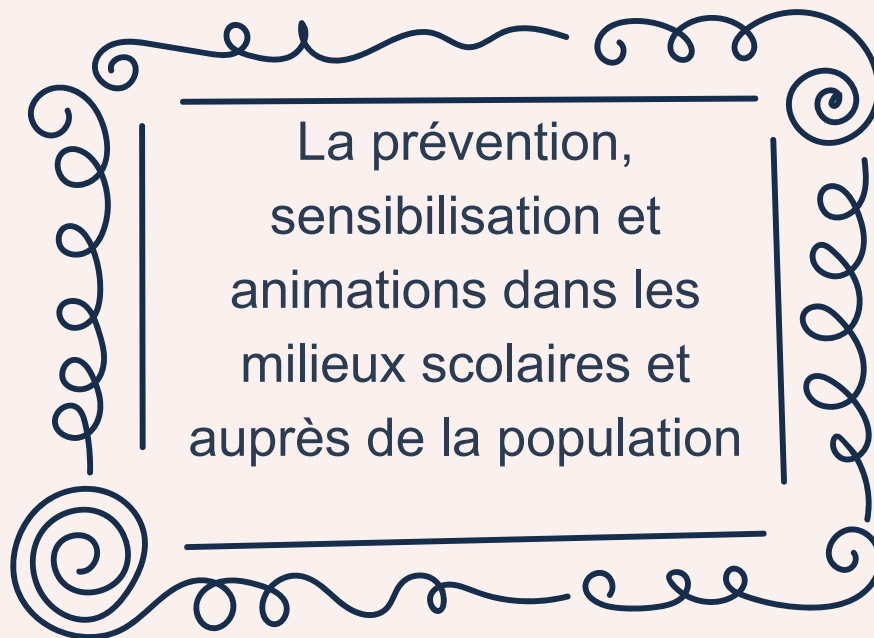 La prévention,
sensibilisation et
animations dans les
milieux scolaires et
auprès de la population